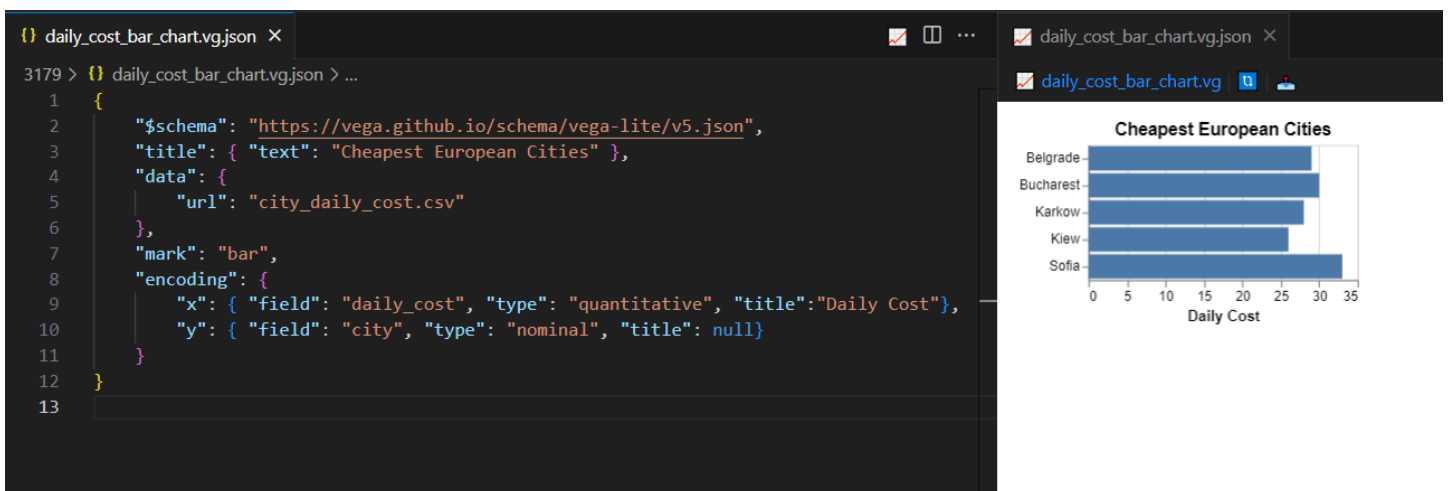 {} daily_cost_bar_chart.vg.json ×
3179 > {} daily_cost_bar_chart.vg.json > ...
1 {
2 "$schema": "https://vega.github.io/schema/vega-lite/v5.json",
3 "title": { "text": "Cheapest European Cities" },
4 "data": {
5 "url": "city_daily_cost.csv"
6 },
7 "mark": "bar",
8 "encoding": {
9 "x": { "field": "daily_cost", "type": "quantitative", "title":"Daily Cost"},
10 "y": { "field": "city", "type": "nominal", "title": null}
11 }
12 }
13
daily_cost_bar_chart.vg.json ×
daily_cost_bar_chart.vg
Cheapest European Cities
Belgrade
Bucharest
Karkow
Kiew
Sofia
0 5 10 15 20 25 30 35
Daily Cost